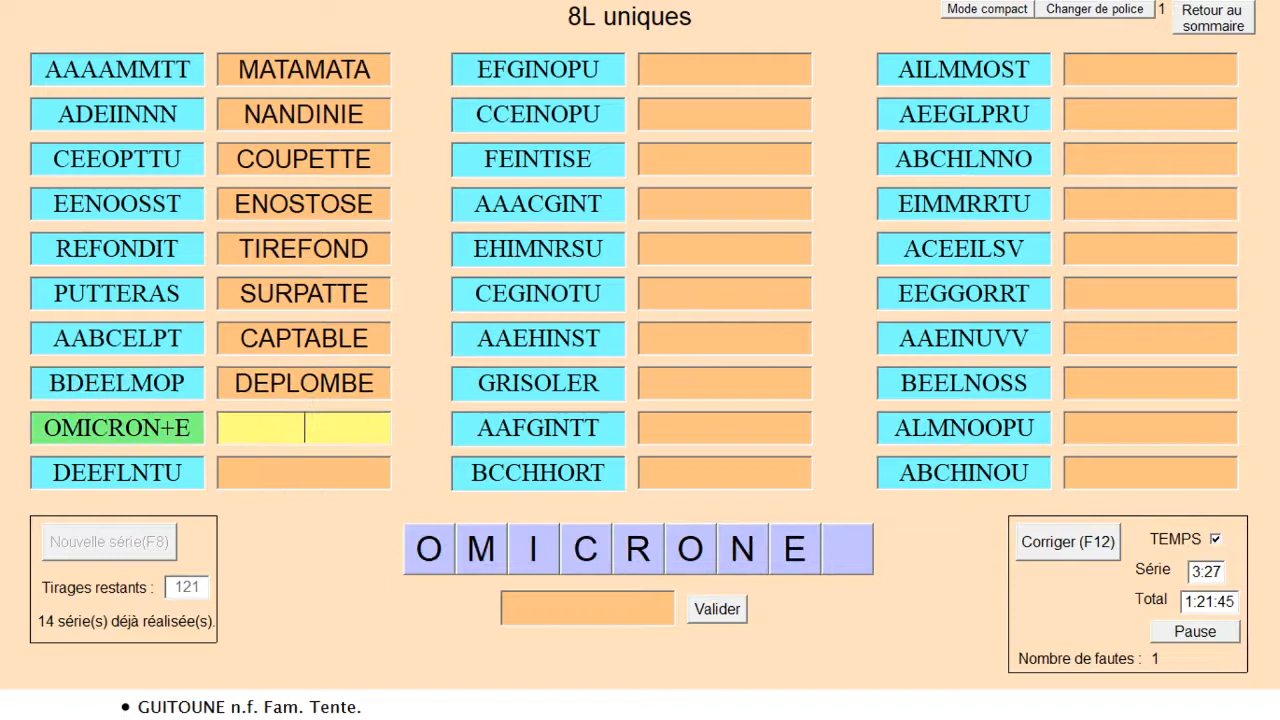 8L uniques
Mode compact Changer de police 1 Retour au sommaire
AAAAMMTT MATAMATA EFGINOPU AILMMOST
ADEIINNN NANDINIE CCEINOPU AEEGLPRU
CEEOPTTU COUPETTE FEINTISE ABCHLNNO
EENOOSST ENOSTOSE AAACGINT EIMMRRTU
REFONDIT TIREFOND EHIMNRSU ACEEILSV
PUTTERAS SURPATTE CEGINOTU EEGGORRT
AABCELPT CAPTABLE AAEHINST AAEINUVV
BDEELMOP DEPLOMBE GRISOLER BEELNOSS
OMICRON+E AAFGINTT ALMNOOPU
DEEFLNTU BCCHHORT ABCHINOU
Nouvelle série(F8)
Tirages restants : 121
14 série(s) déjà réalisée(s).
O M I C R O N E
Valider
Corriger (F12) TEMPS
Série 3:27
Total 1:21:45
Pause
Nombre de fautes : 1
• GUITOUNE n.f. Fam. Tente.